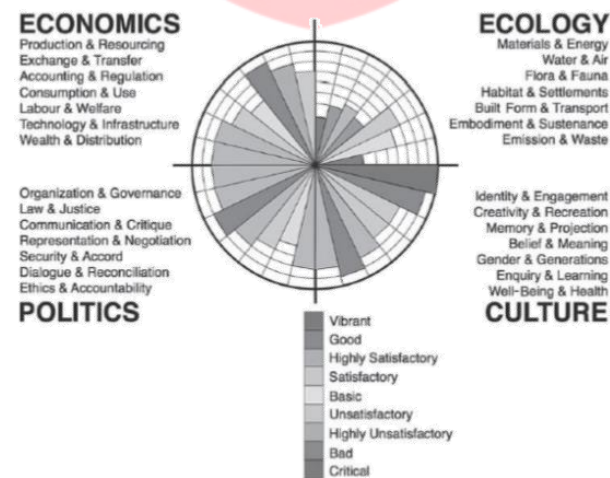 ECONOMICS
Production & Resourcing
Exchange & Transfer
Accounting & Regulation
Consumption & Use
Labour & Welfare
Technology & Infrastructure
Wealth & Distribution
ECOLOGY
Materials & Energy
Water & Air
Flora & Fauna
Habitat & Settlements
Built Form & Transport
Embodiment & Sustenance
Emission & Waste
Organization & Governance
Law & Justice
Communication & Critique
Representation & Negotiation
Security & Accord
Dialogue & Reconciliation
Ethics & Accountability
POLITICS
Identity & Engagement
Creativity & Recreation
Memory & Projection
Belief & Meaning
Gender & Generations
Enquiry & Learning
Well-Being & Health
CULTURE
Vibrant
Good
Highly Satisfactory
Satisfactory
Basic
Unsatisfactory
Highly Unsatisfactory
Bad
Critical